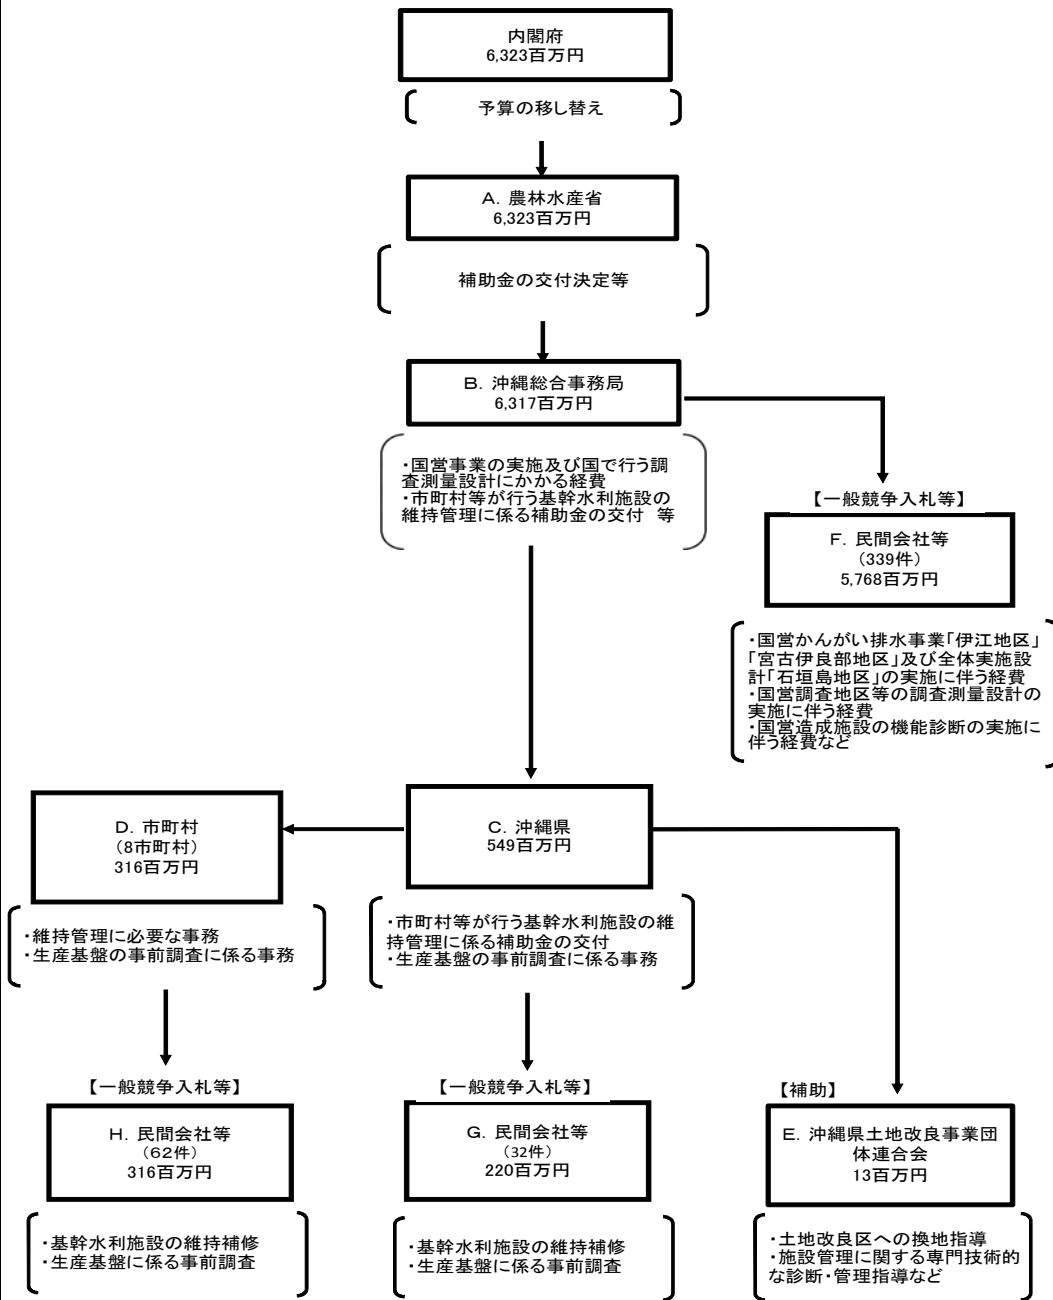 内閣府
6,323百万円
予算の移し替え
A．農林水産省
6,323百万円
補助金の交付決定等
B．沖縄総合事務局
6,317百万円
・国営事業の実施及び国で行う調
査測量設計にかかる経費
・市町村等が行う基幹水利施設の
維持管理に係る補助金の交付　等
【一般競争入札等】
F．民間会社等
（339件）
5,768百万円
・国営かんがい排水事業「伊江地区」
「宮古伊良部地区」及び全体実施設
計「石垣島地区」の実施に伴う経費
・国営調査地区等の調査測量設計の
実施に伴う経費
・国営造成施設の機能診断の実施に
伴う経費など
D．市町村
（8市町村）
316百万円
・維持管理に必要な事務
・生産基盤の事前調査に係る事務
C．沖縄県
549百万円
・市町村等が行う基幹水利施設の維
持管理に係る補助金の交付
・生産基盤の事前調査に係る事務
【一般競争入札等】
H．民間会社等
（62件）
316百万円
・基幹水利施設の維持補修
・生産基盤に係る事前調査
【一般競争入札等】
G．民間会社等
（32件）
220百万円
・基幹水利施設の維持補修
・生産基盤に係る事前調査
【補助】
E．沖縄県土地改良事業団
体連合会
13百万円
・土地改良区への換地指導
・施設管理に関する専門技術的
な診断・管理指導など